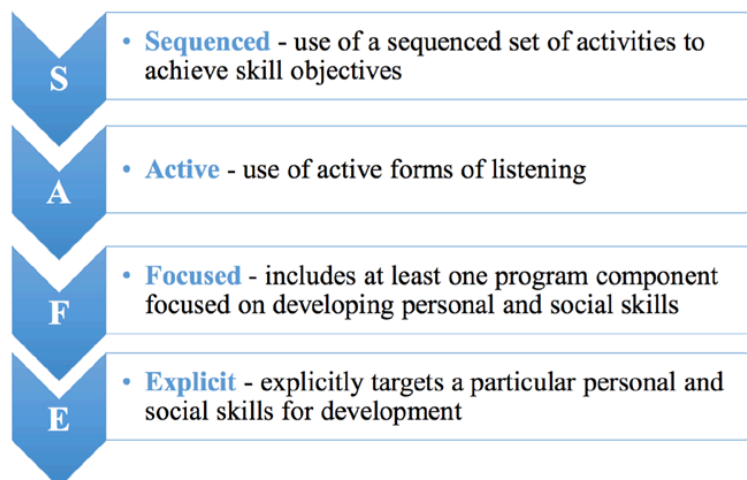 S
• Sequenced - use of a sequenced set of activities to
achieve skill objectives
A
• Active - use of active forms of listening
F
• Focused - includes at least one program component
focused on developing personal and social skills
E
• Explicit - explicitly targets a particular personal and
social skills for development